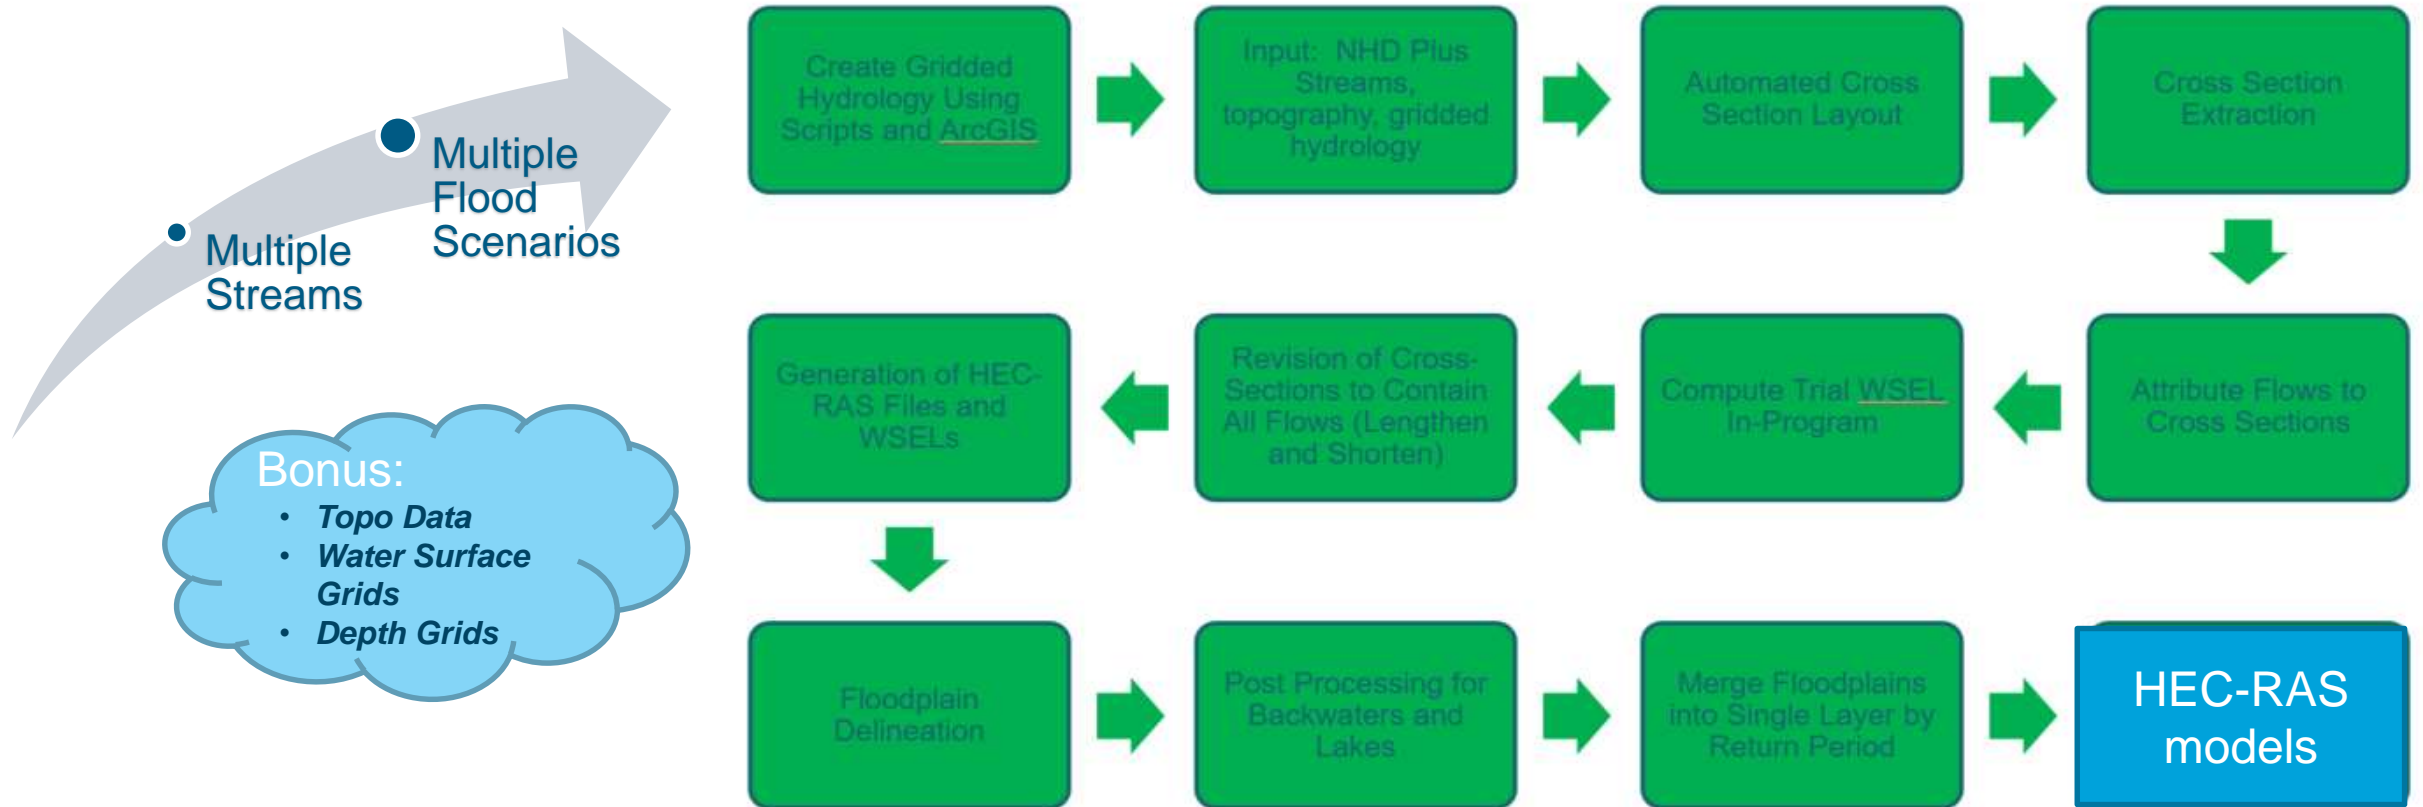 Multiple
Streams
Multiple
Flood
Scenarios
Bonus:
• Topo Data
• Water Surface
Grids
• Depth Grids
Create Gridded
Hydrology Using
Scripts and ArcGIS
Input: NHD Plus
Streams,
topography, gridded
hydrology
Automated Cross
Section Layout
Cross Section
Extraction
Attribute Flows to
Cross Sections
Compute Trial WSEL
In-Program
Revision of Cross-
Sections to Contain
All Flows (Lengthen
and Shorten)
Generation of HEC-
RAS Files and
WSELs
Floodplain
Delineation
Post Processing for
Backwaters and
Lakes
Merge Floodplains
into Single Layer by
Return Period
HEC-RAS
models